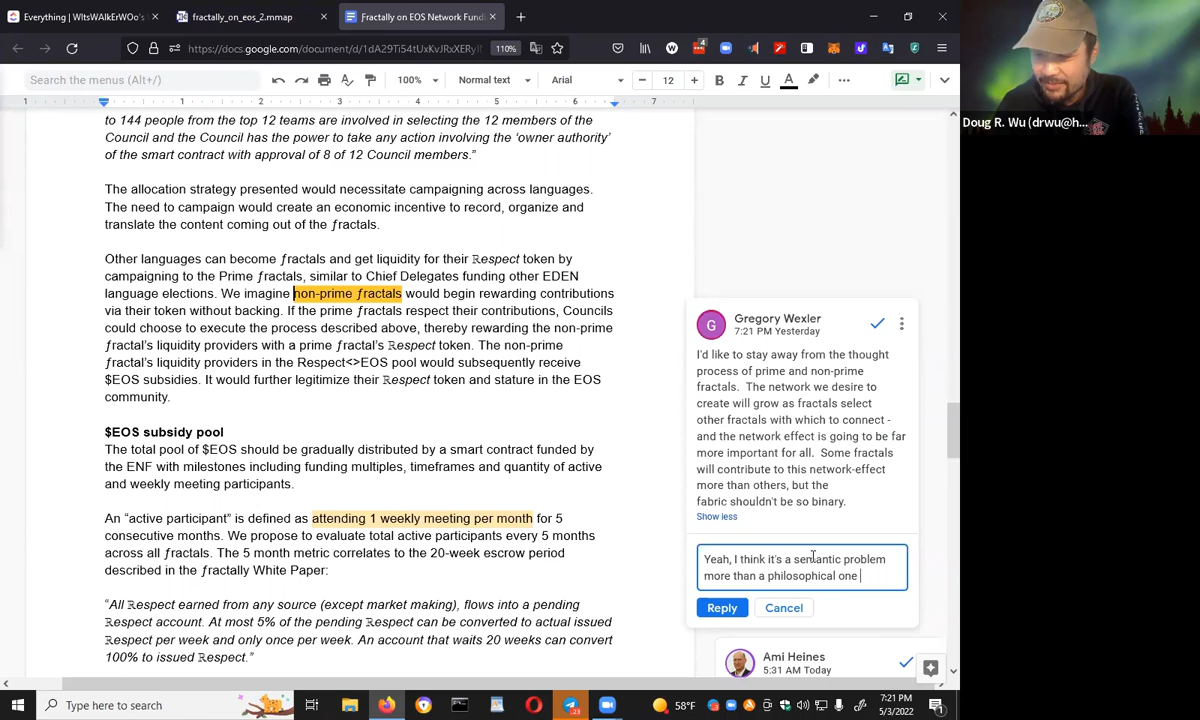 Everything | WItsWAlkErWOo's
fractally_on_eos_2.mmap
Ƒractally on EOS Network Fundi
https://docs.google.com/document/d/1dA29Ti54tUxKvJRxXERyI
110%
Search the menus (Alt+/)
100%
Normal text
Arial
12
B I U A
1 1 2 3 4 5 6 7
to 144 people from the top 12 teams are involved in selecting the 12 members of the
Council and the Council has the power to take any action involving the ‘owner authority’
of the smart contract with approval of 8 of 12 Council members.”
The allocation strategy presented would necessitate campaigning across languages.
The need to campaign would create an economic incentive to record, organize and
translate the content coming out of the ƒractals.
Other languages can become ƒractals and get liquidity for their ℝespect token by
campaigning to the Prime ƒractals, similar to Chief Delegates funding other EDEN
language elections. We imagine non-prime ƒractals would begin rewarding contributions
via their token without backing. If the prime ƒractals respect their contributions, Councils
could choose to execute the process described above, thereby rewarding the non-prime
ƒractal’s liquidity providers with a prime ƒractal’s ℝespect token. The non-prime
ƒractal’s liquidity providers in the Respect<>EOS pool would subsequently receive
$EOS subsidies. It would further legitimize their ℝespect token and stature in the EOS
community.
$EOS subsidy pool
The total pool of $EOS should be gradually distributed by a smart contract funded by
the ENF with milestones including funding multiples, timeframes and quantity of active
and weekly meeting participants.
An “active participant” is defined as attending 1 weekly meeting per month for 5
consecutive months. We propose to evaluate total active participants every 5 months
across all ƒractals. The 5 month metric correlates to the 20-week escrow period
described in the ƒractally White Paper:
“All ℝespect earned from any source (except market making), flows into a pending
ℝespect account. At most 5% of the pending ℝespect can be converted to actual issued
ℝespect per week and only once per week. An account that waits 20 weeks can convert
100% to issued ℝespect.”
G
Gregory Wexler
7:21 PM Yesterday
I'd like to stay away from the thought
process of prime and non-prime
fractals. The network we desire to
create will grow as fractals select
other fractals with which to connect -
and the network effect is going to be far
more important for all. Some fractals
will contribute to this network-effect
more than others, but the
fabric shouldn't be so binary.
Show less
Yeah, I think it's a semantic problem
more than a philosophical one
Reply
Cancel
Ami Heines
5:31 AM Today
Doug R. Wu (drwu@h...
Type here to search
58°F
7:21 PM
5/3/2022